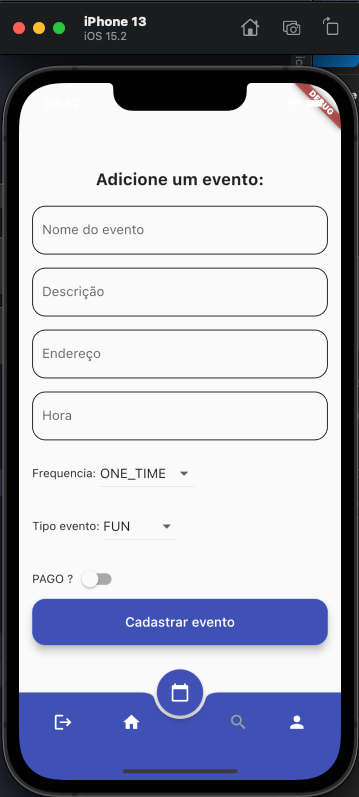 iPhone 13
iOS 15.2
DEBUG
Adicione um evento:
Nome do evento
Descrição
Endereço
Hora
Frequencia: ONE_TIME
Tipo evento: FUN
PAGO ?
Cadastrar evento